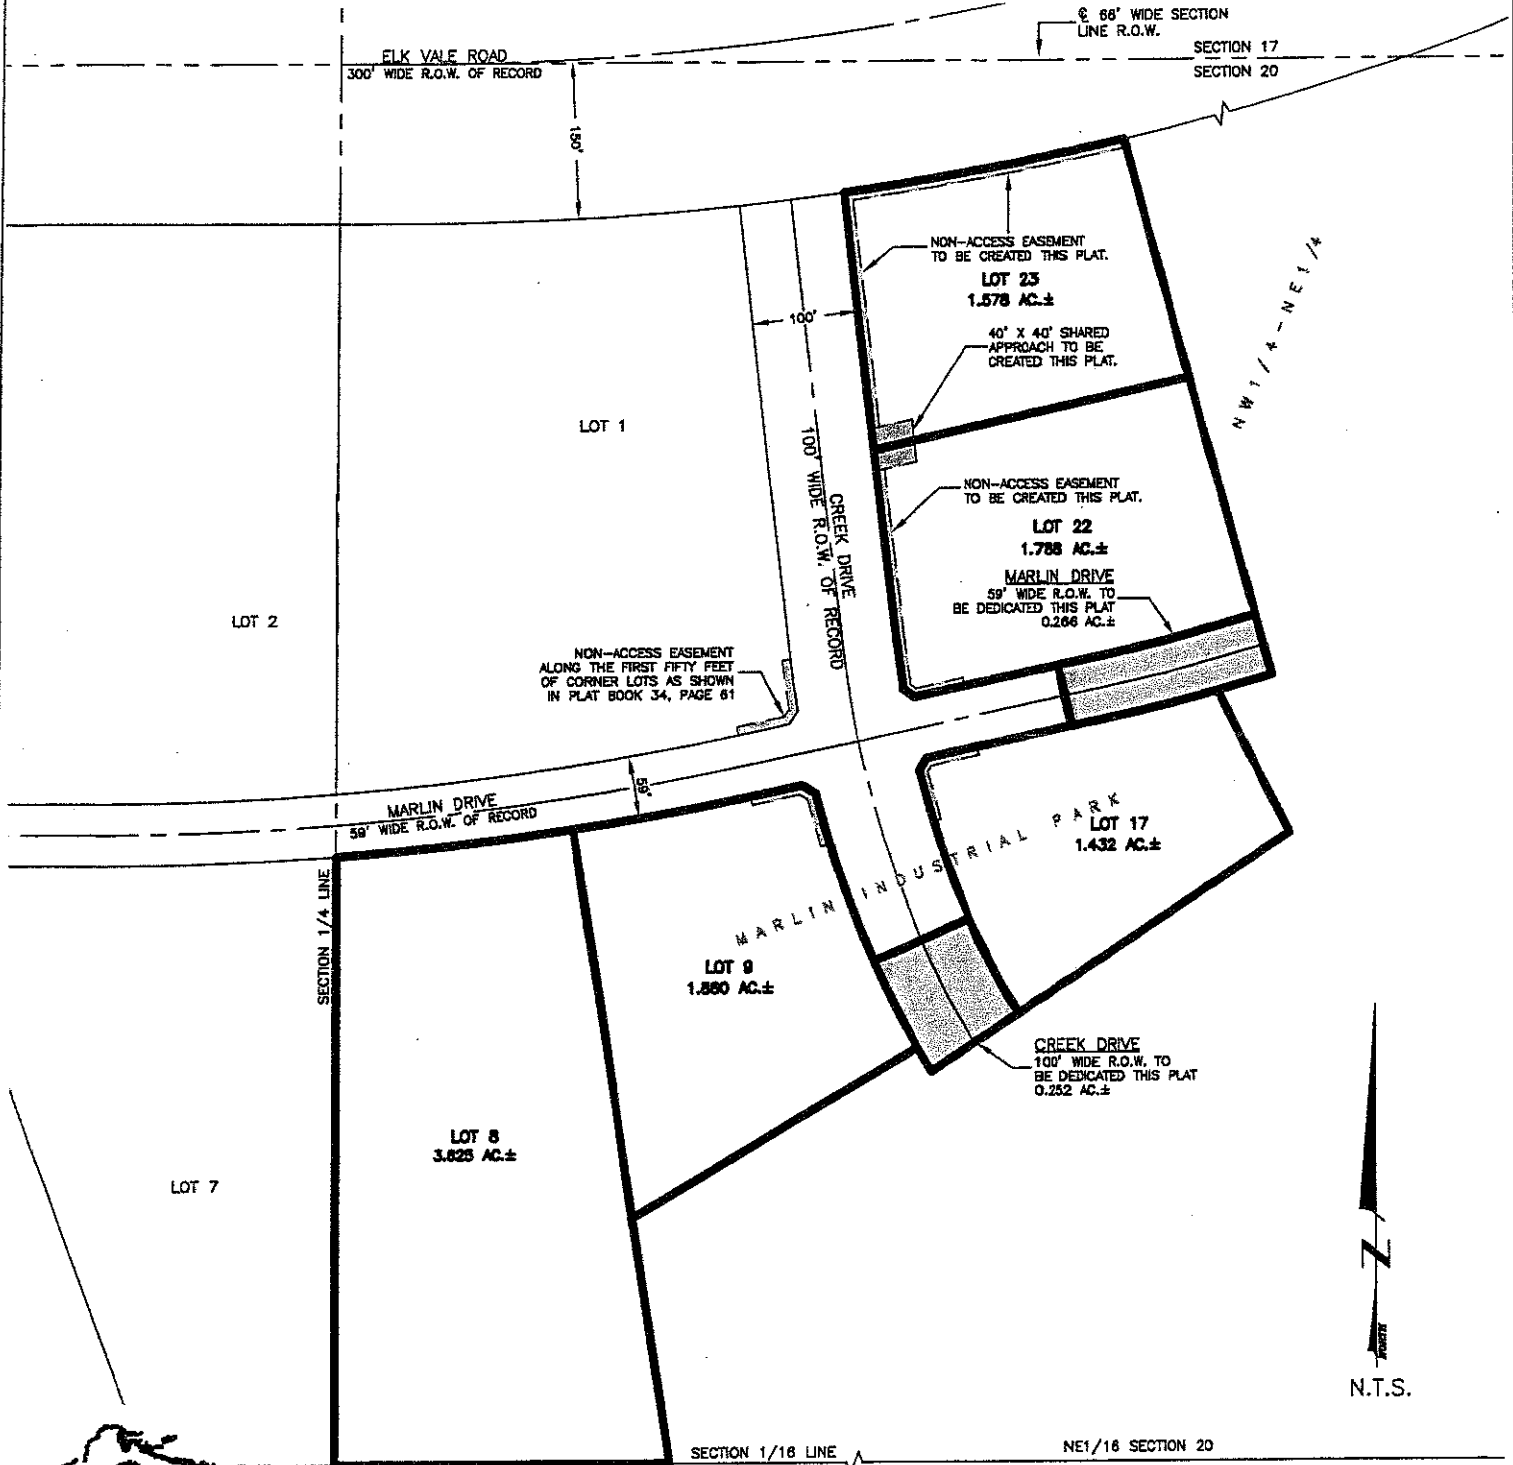 ℄ 66' WIDE SECTION
LINE R.O.W.
SECTION 17
SECTION 20
ELK VALE ROAD
300' WIDE R.O.W. OF RECORD
150'
NON-ACCESS EASEMENT
TO BE CREATED THIS PLAT.
LOT 23
1.578 AC.±
40' X 40' SHARED
APPROACH TO BE
CREATED THIS PLAT.
NW1/4-NE1/4
100'
LOT 1
CREEK DRIVE
100' WIDE R.O.W. OF RECORD
NON-ACCESS EASEMENT
TO BE CREATED THIS PLAT.
LOT 22
1.788 AC.±
MARLIN DRIVE
59' WIDE R.O.W. TO
BE DEDICATED THIS PLAT
0.266 AC.±
LOT 2
NON-ACCESS EASEMENT
ALONG THE FIRST FIFTY FEET
OF CORNER LOTS AS SHOWN
IN PLAT BOOK 34, PAGE 61
59'
MARLIN DRIVE
59' WIDE R.O.W. OF RECORD
LOT 17
1.432 AC.±
MARLIN INDUSTRIAL PARK
SECTION 1/4 LINE
LOT 9
1.860 AC.±
CREEK DRIVE
100' WIDE R.O.W. TO
BE DEDICATED THIS PLAT
0.252 AC.±
LOT 8
3.625 AC.±
LOT 7
N
NORTH
N.T.S.
SECTION 1/16 LINE
NE1/16 SECTION 20